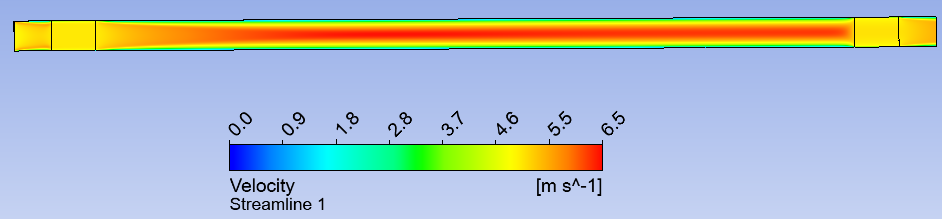 0.0 0.9 1.8 2.8 3.7 4.6 5.5 6.5
Velocity [m s^-1]
Streamline 1